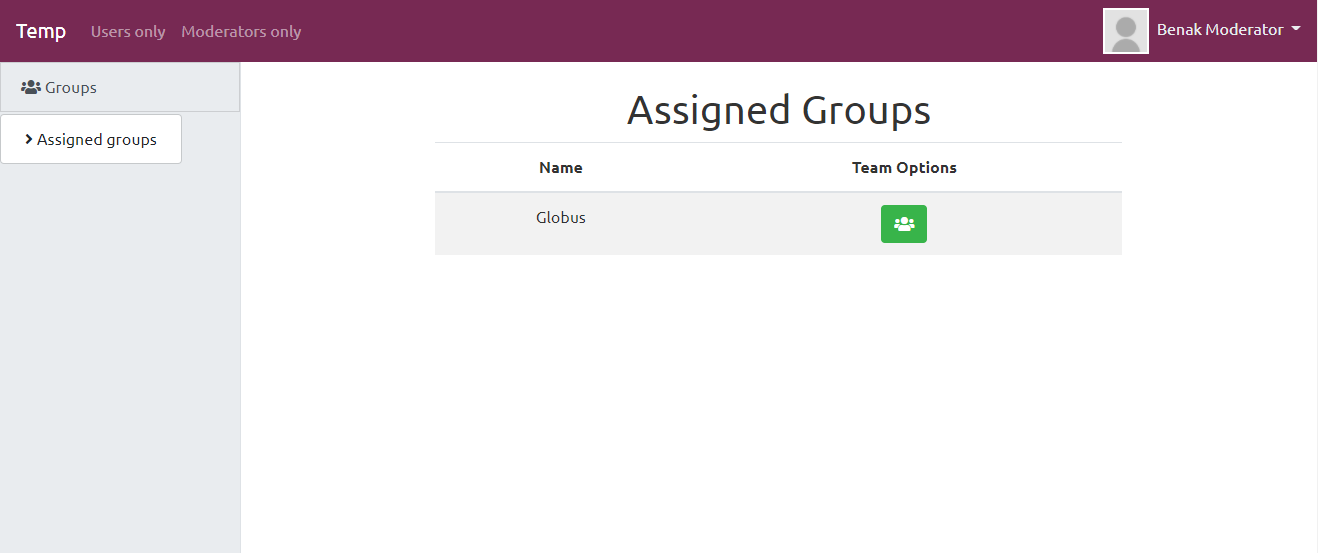 Temp Users only Moderators only Benak Moderator
Groups
Assigned groups
Assigned Groups
Name Team Options
Globus